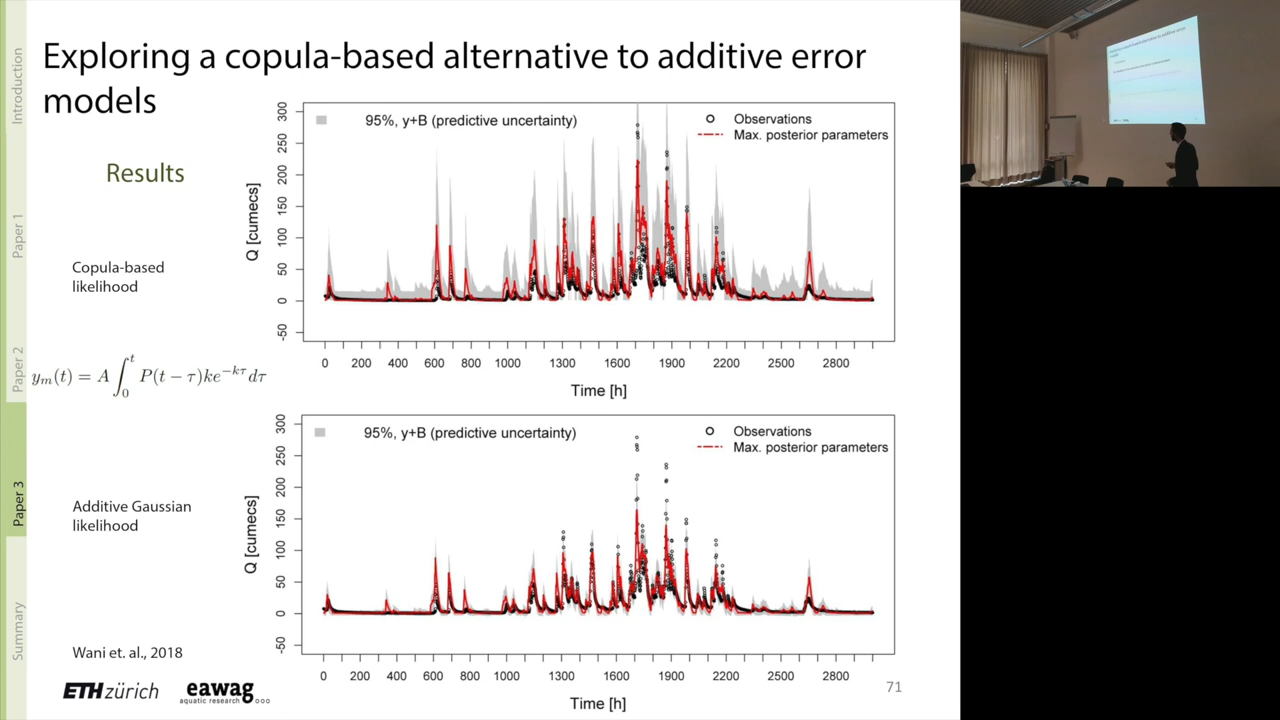 Exploring a copula-based alternative to additive error
models
Results
Copula-based
likelihood
y_m(t) = A ∫_0^t P(t − τ)ke^{−kτ}dτ
Additive Gaussian
likelihood
Wani et. al., 2018
ETH zürich
eawag
aquatic research
Introduction
Paper 1
Paper 2
Paper 3
Summary
95%, y+B (predictive uncertainty)
Observations
Max. posterior parameters
Q [cumecs]
300
250
200
150
100
50
0
-50
0 200 400 600 800 1000 1300 1600 1900 2200 2500 2800
Time [h]
95%, y+B (predictive uncertainty)
Observations
Max. posterior parameters
Q [cumecs]
300
250
200
150
100
50
0
-50
0 200 400 600 800 1000 1300 1600 1900 2200 2500 2800
Time [h]
71